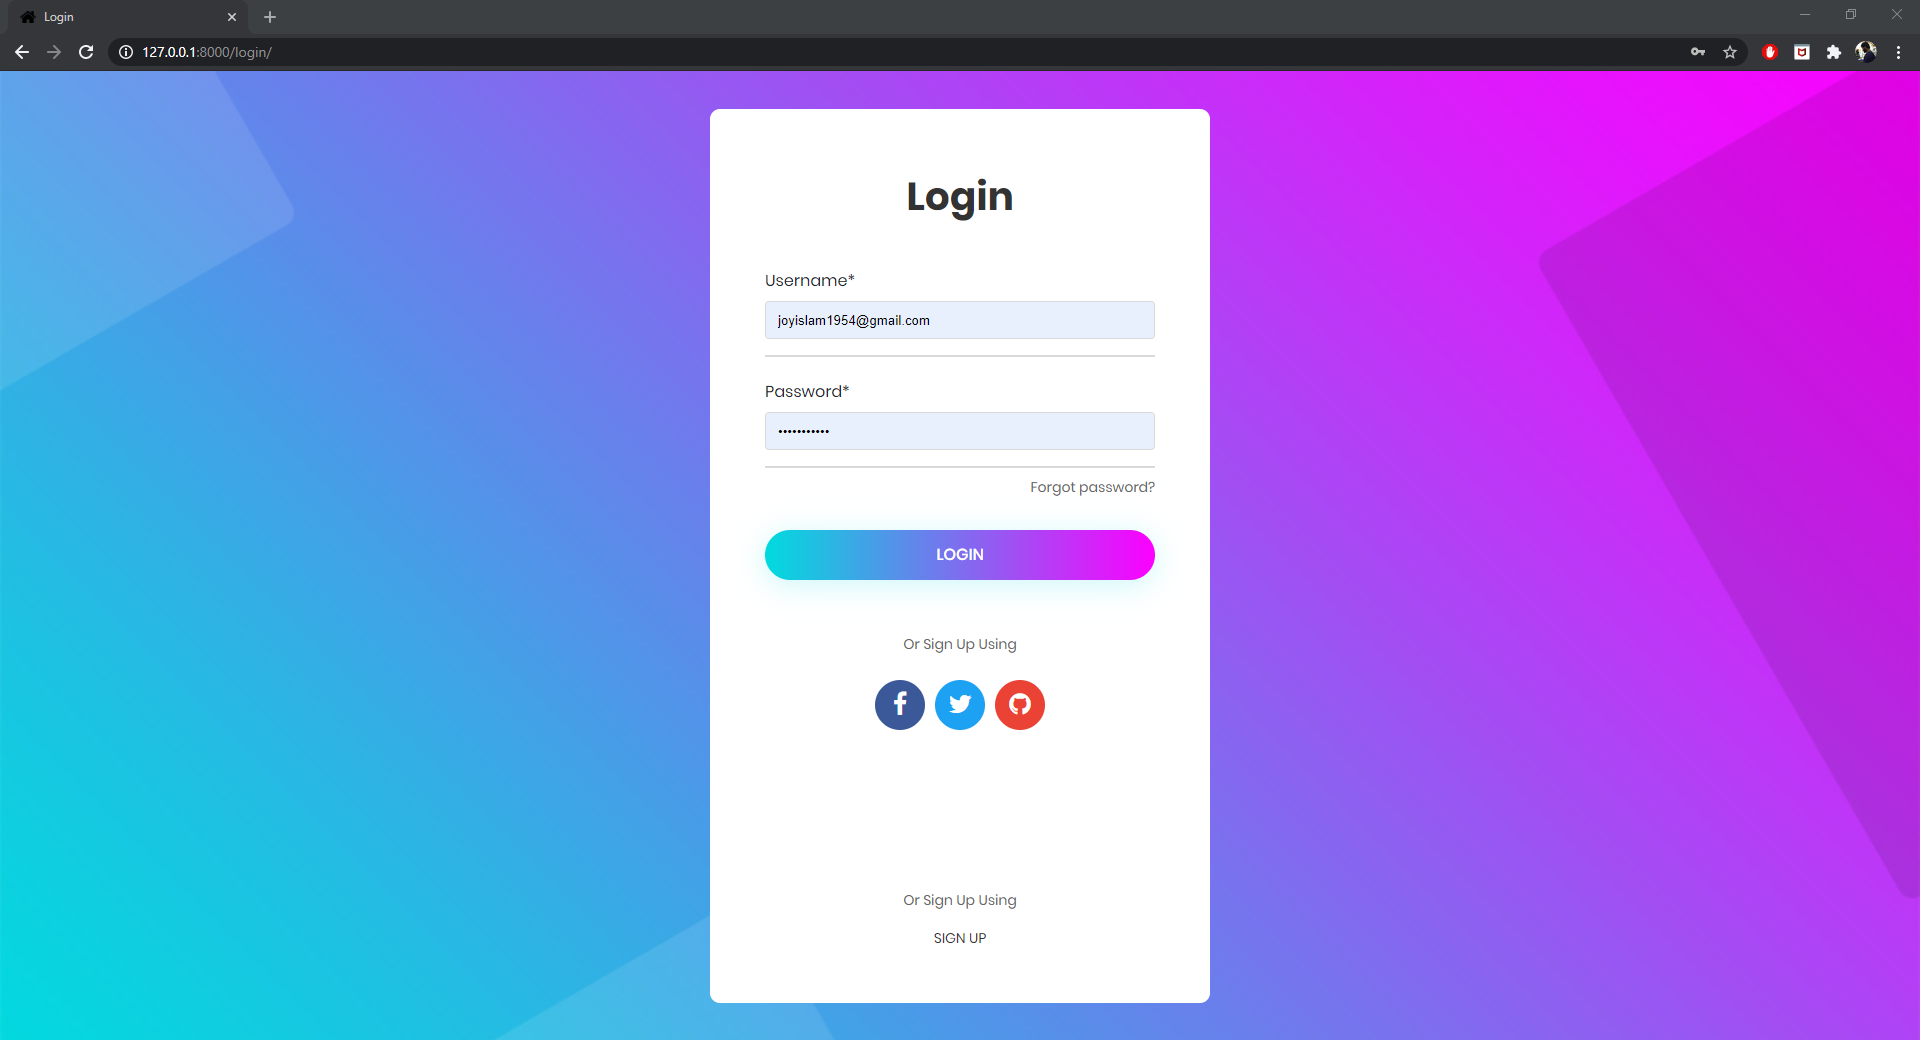 Login
127.0.0.1:8000/login/
Login
Username*
joyislam1954@gmail.com
Password*
•••••••••••
Forgot password?
LOGIN
Or Sign Up Using
Or Sign Up Using
SIGN UP